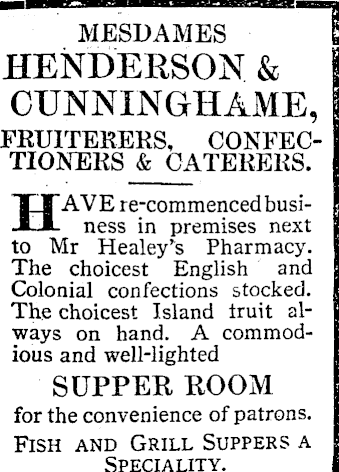 MESDAMES
HENDERSON &
CUNNINGHAME,
FRUITERERS, CONFEC-
TIONERS & CATERERS.
HAVE re-commenced busi-
ness in premises next
to Mr Healey's Pharmacy.
The choicest English and
Colonial confections stocked.
The choicest Island fruit al-
ways on hand. A commod-
ious and well-lighted
SUPPER ROOM
for the convenience of patrons.
FISH AND GRILL SUPPERS A
SPECIALITY.